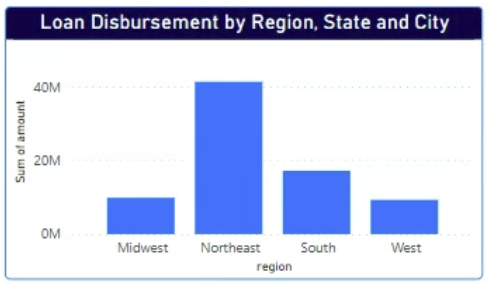 Loan Disbursement by Region, State and City
Sum of amount
40M
20M
0M
Midwest Northeast South West
region